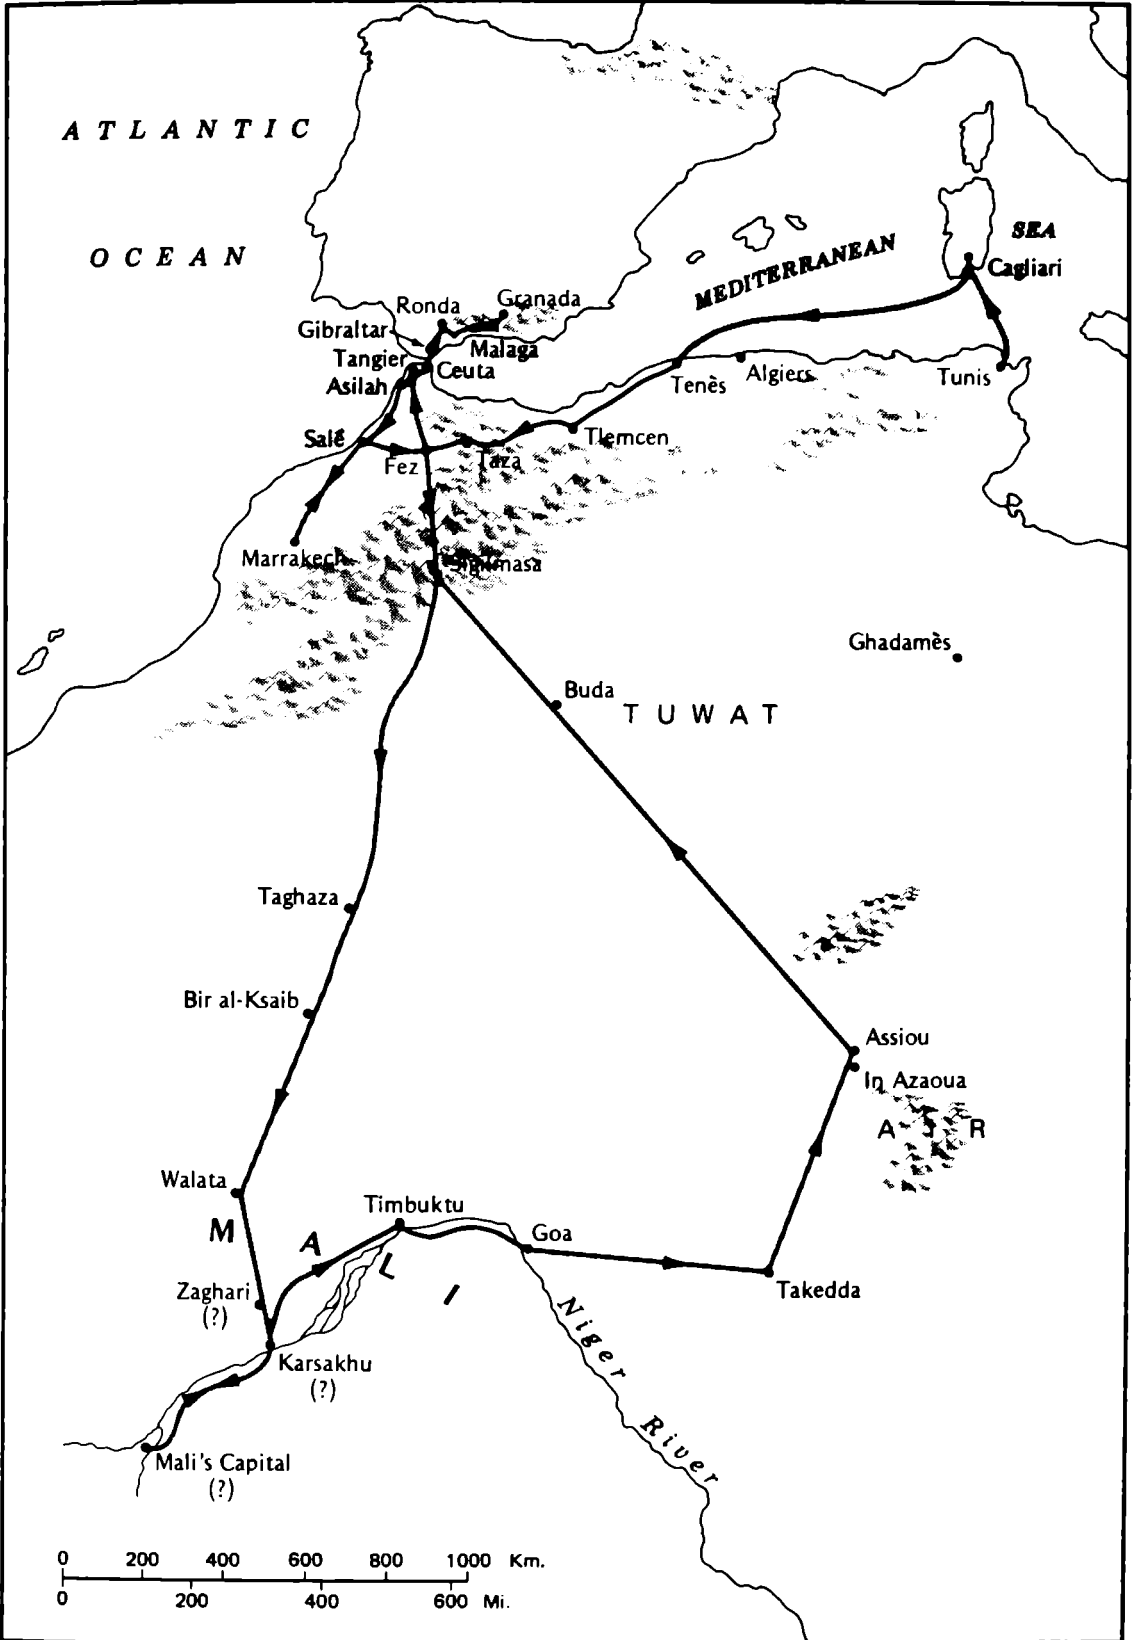 ATLANTIC
OCEAN
SEA
MEDITERRANEAN
Cagliari
Ronda
Granada
Gibraltar
Malaga
Tangier
Ceuta
Asilah
Tenès
Algiers
Tunis
Salé
Fez
Taza
Tlemcen
Marrakech
Sijilmasa
Ghadamès
Buda
TUWAT
Taghaza
Bir al-Ksaib
Assiou
In Azaoua
AIR
Walata
Timbuktu
MALI
Goa
Zaghari
(?)
Takedda
Karsakhu
(?)
Niger River
Mali's Capital
(?)
0 200 400 600 800 1000 Km.
0 200 400 600 Mi.